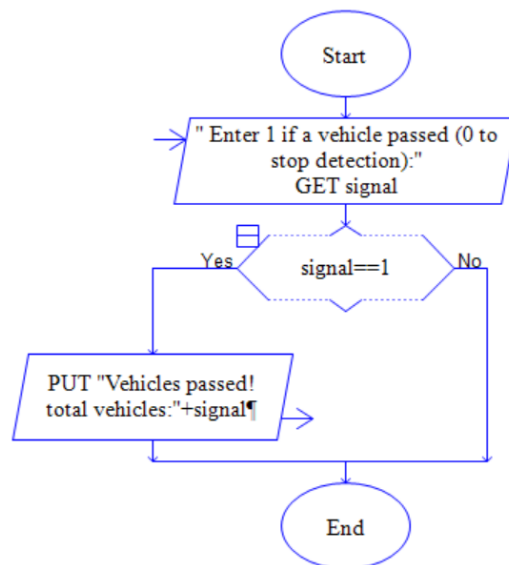 Start
" Enter 1 if a vehicle passed (0 to
stop detection):"
GET signal
Yes
signal==1
No
PUT "Vehicles passed!
total vehicles:"+signal¶
End